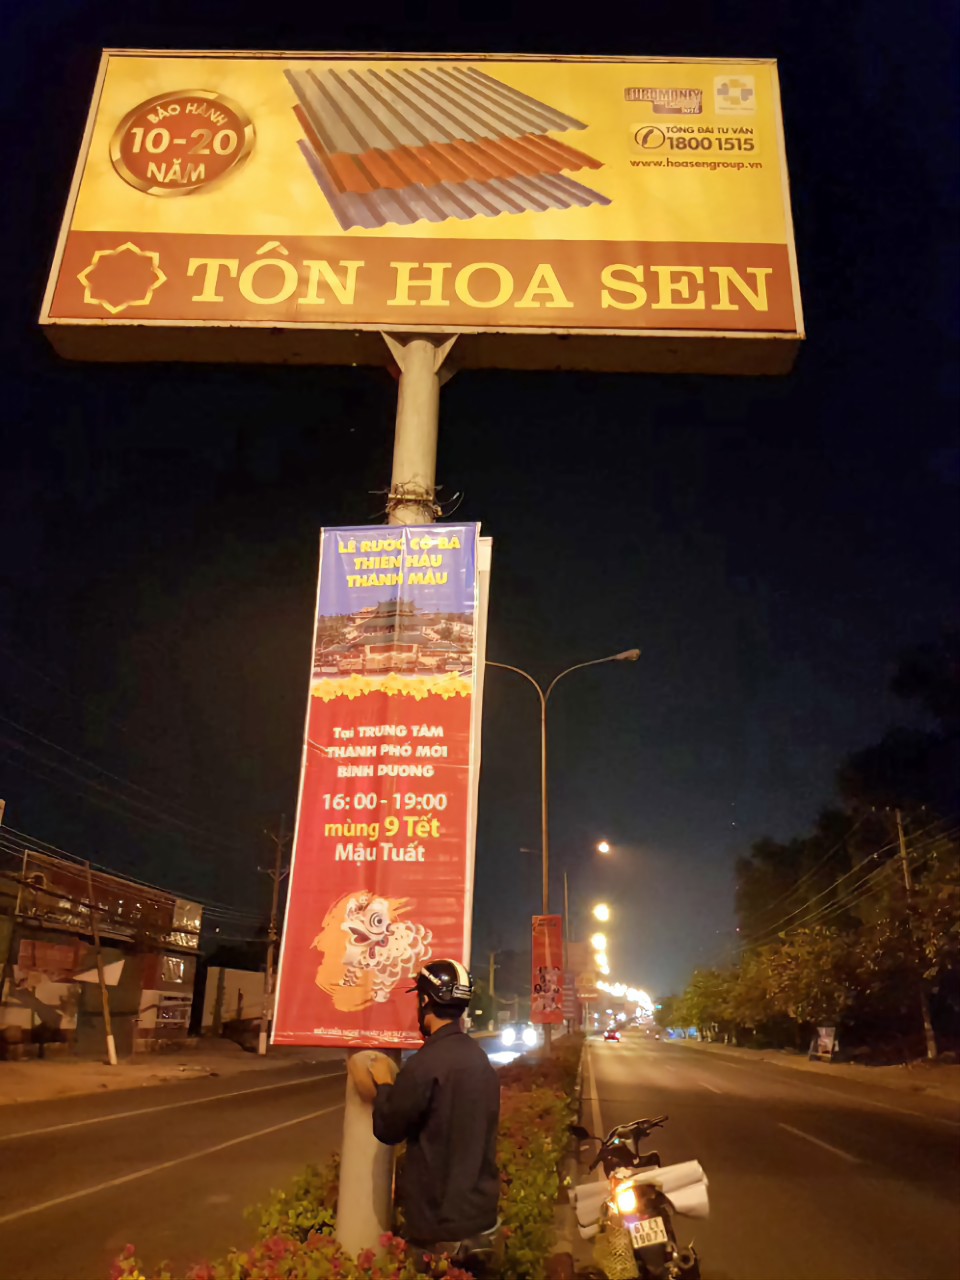 BẢO HÀNH
10-20
NĂM
TỔNG ĐÀI TƯ VẤN
1800 1515
www.hoasengroup.vn
TÔN HOA SEN
LỄ RƯỚC CỘ BÀ
THIÊN HẬU
THÁNH MẪU
Tại TRUNG TÂM
THÀNH PHỐ MỚI
BÌNH DƯƠNG
16: 00 - 19:00
mùng 9 Tết
Mậu Tuất
19071